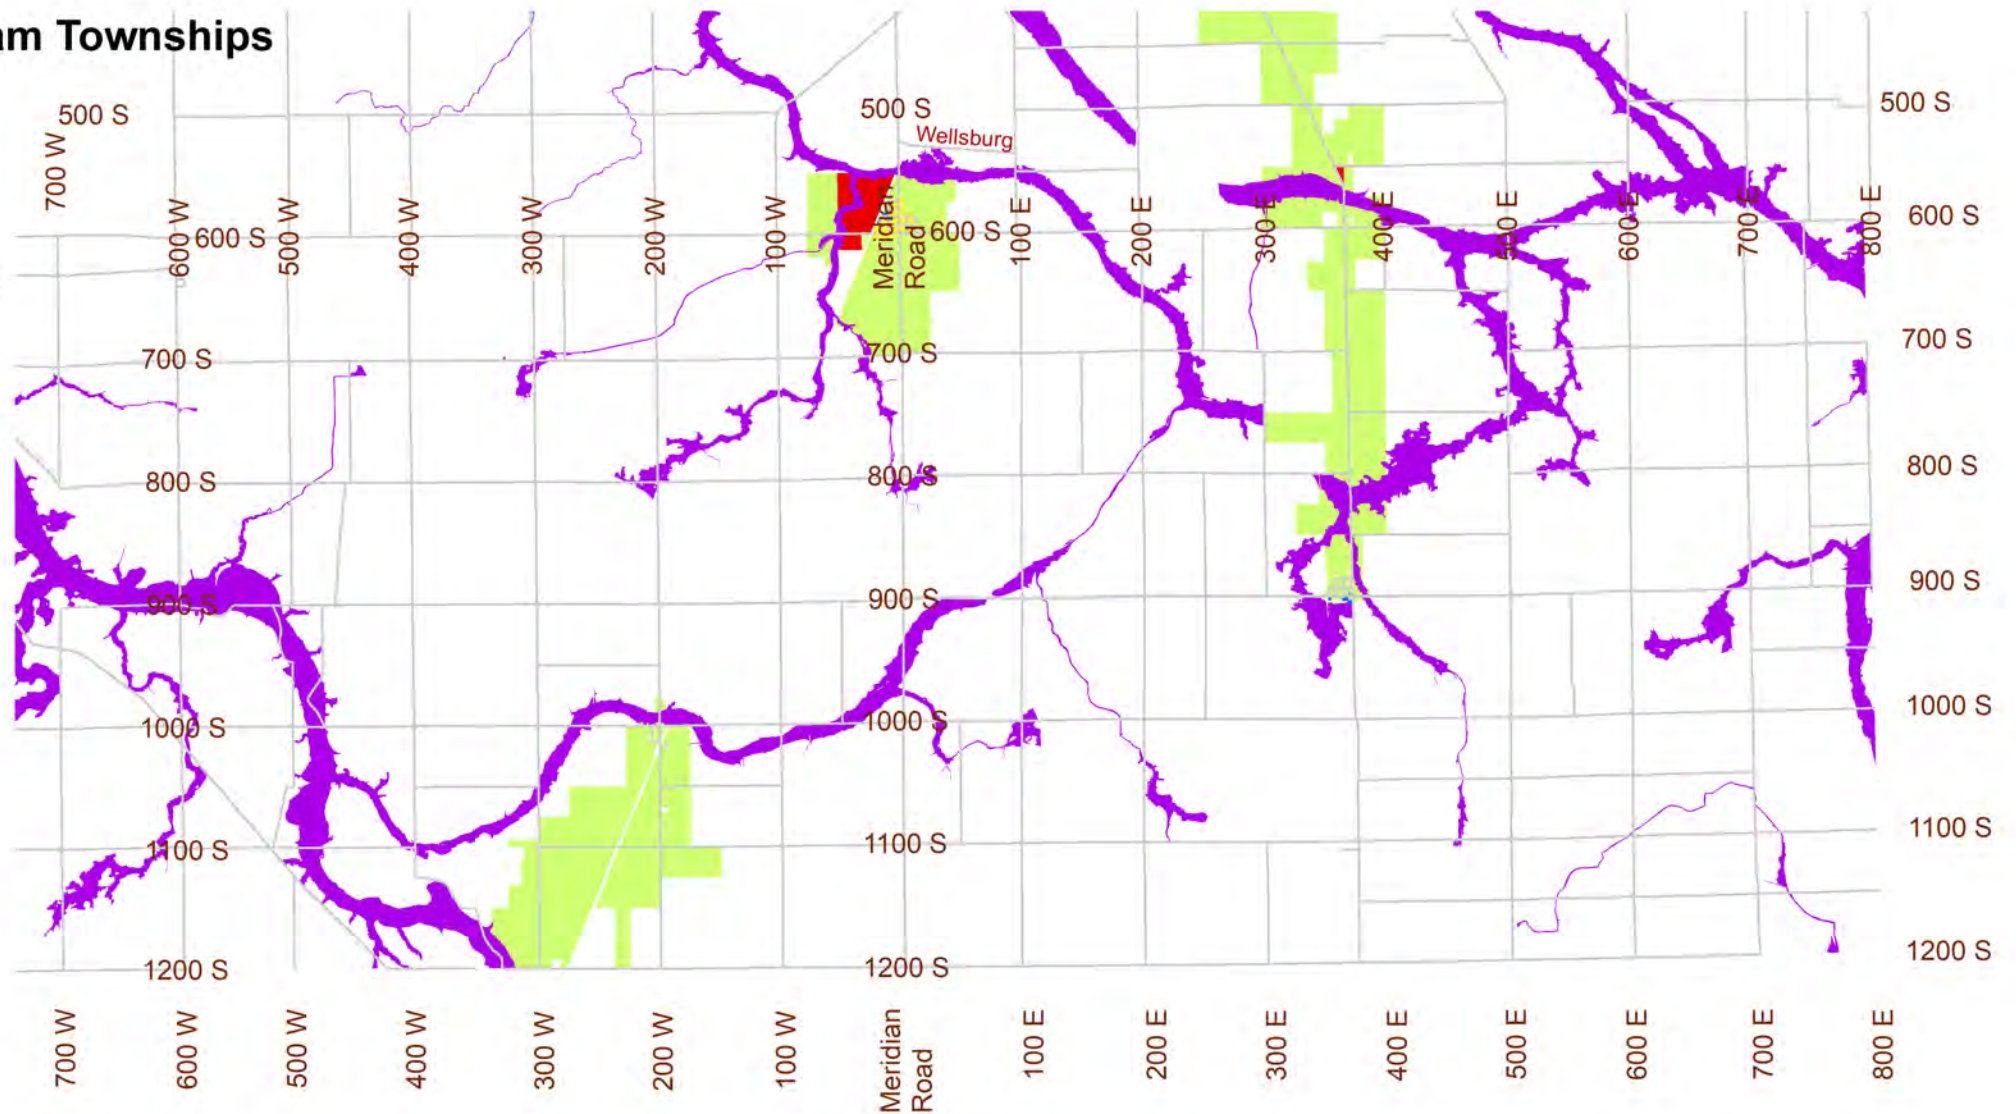 am Townships
500 S
500 S
500 S
Wellsburg
700 W
600 W
600 S
500 W
400 W
300 W
200 W
100 W
Meridian
Road
600 S
100 E
200 E
300 E
400 E
500 E
600 E
700 E
800 E
600 S
700 S
700 S
700 S
800 S
800 S
800 S
900 S
900 S
900 S
1000 S
1000 S
1000 S
1100 S
1100 S
1100 S
1200 S
1200 S
1200 S
700 W
600 W
500 W
400 W
300 W
200 W
100 W
Meridian
Road
100 E
200 E
300 E
400 E
500 E
600 E
700 E
800 E